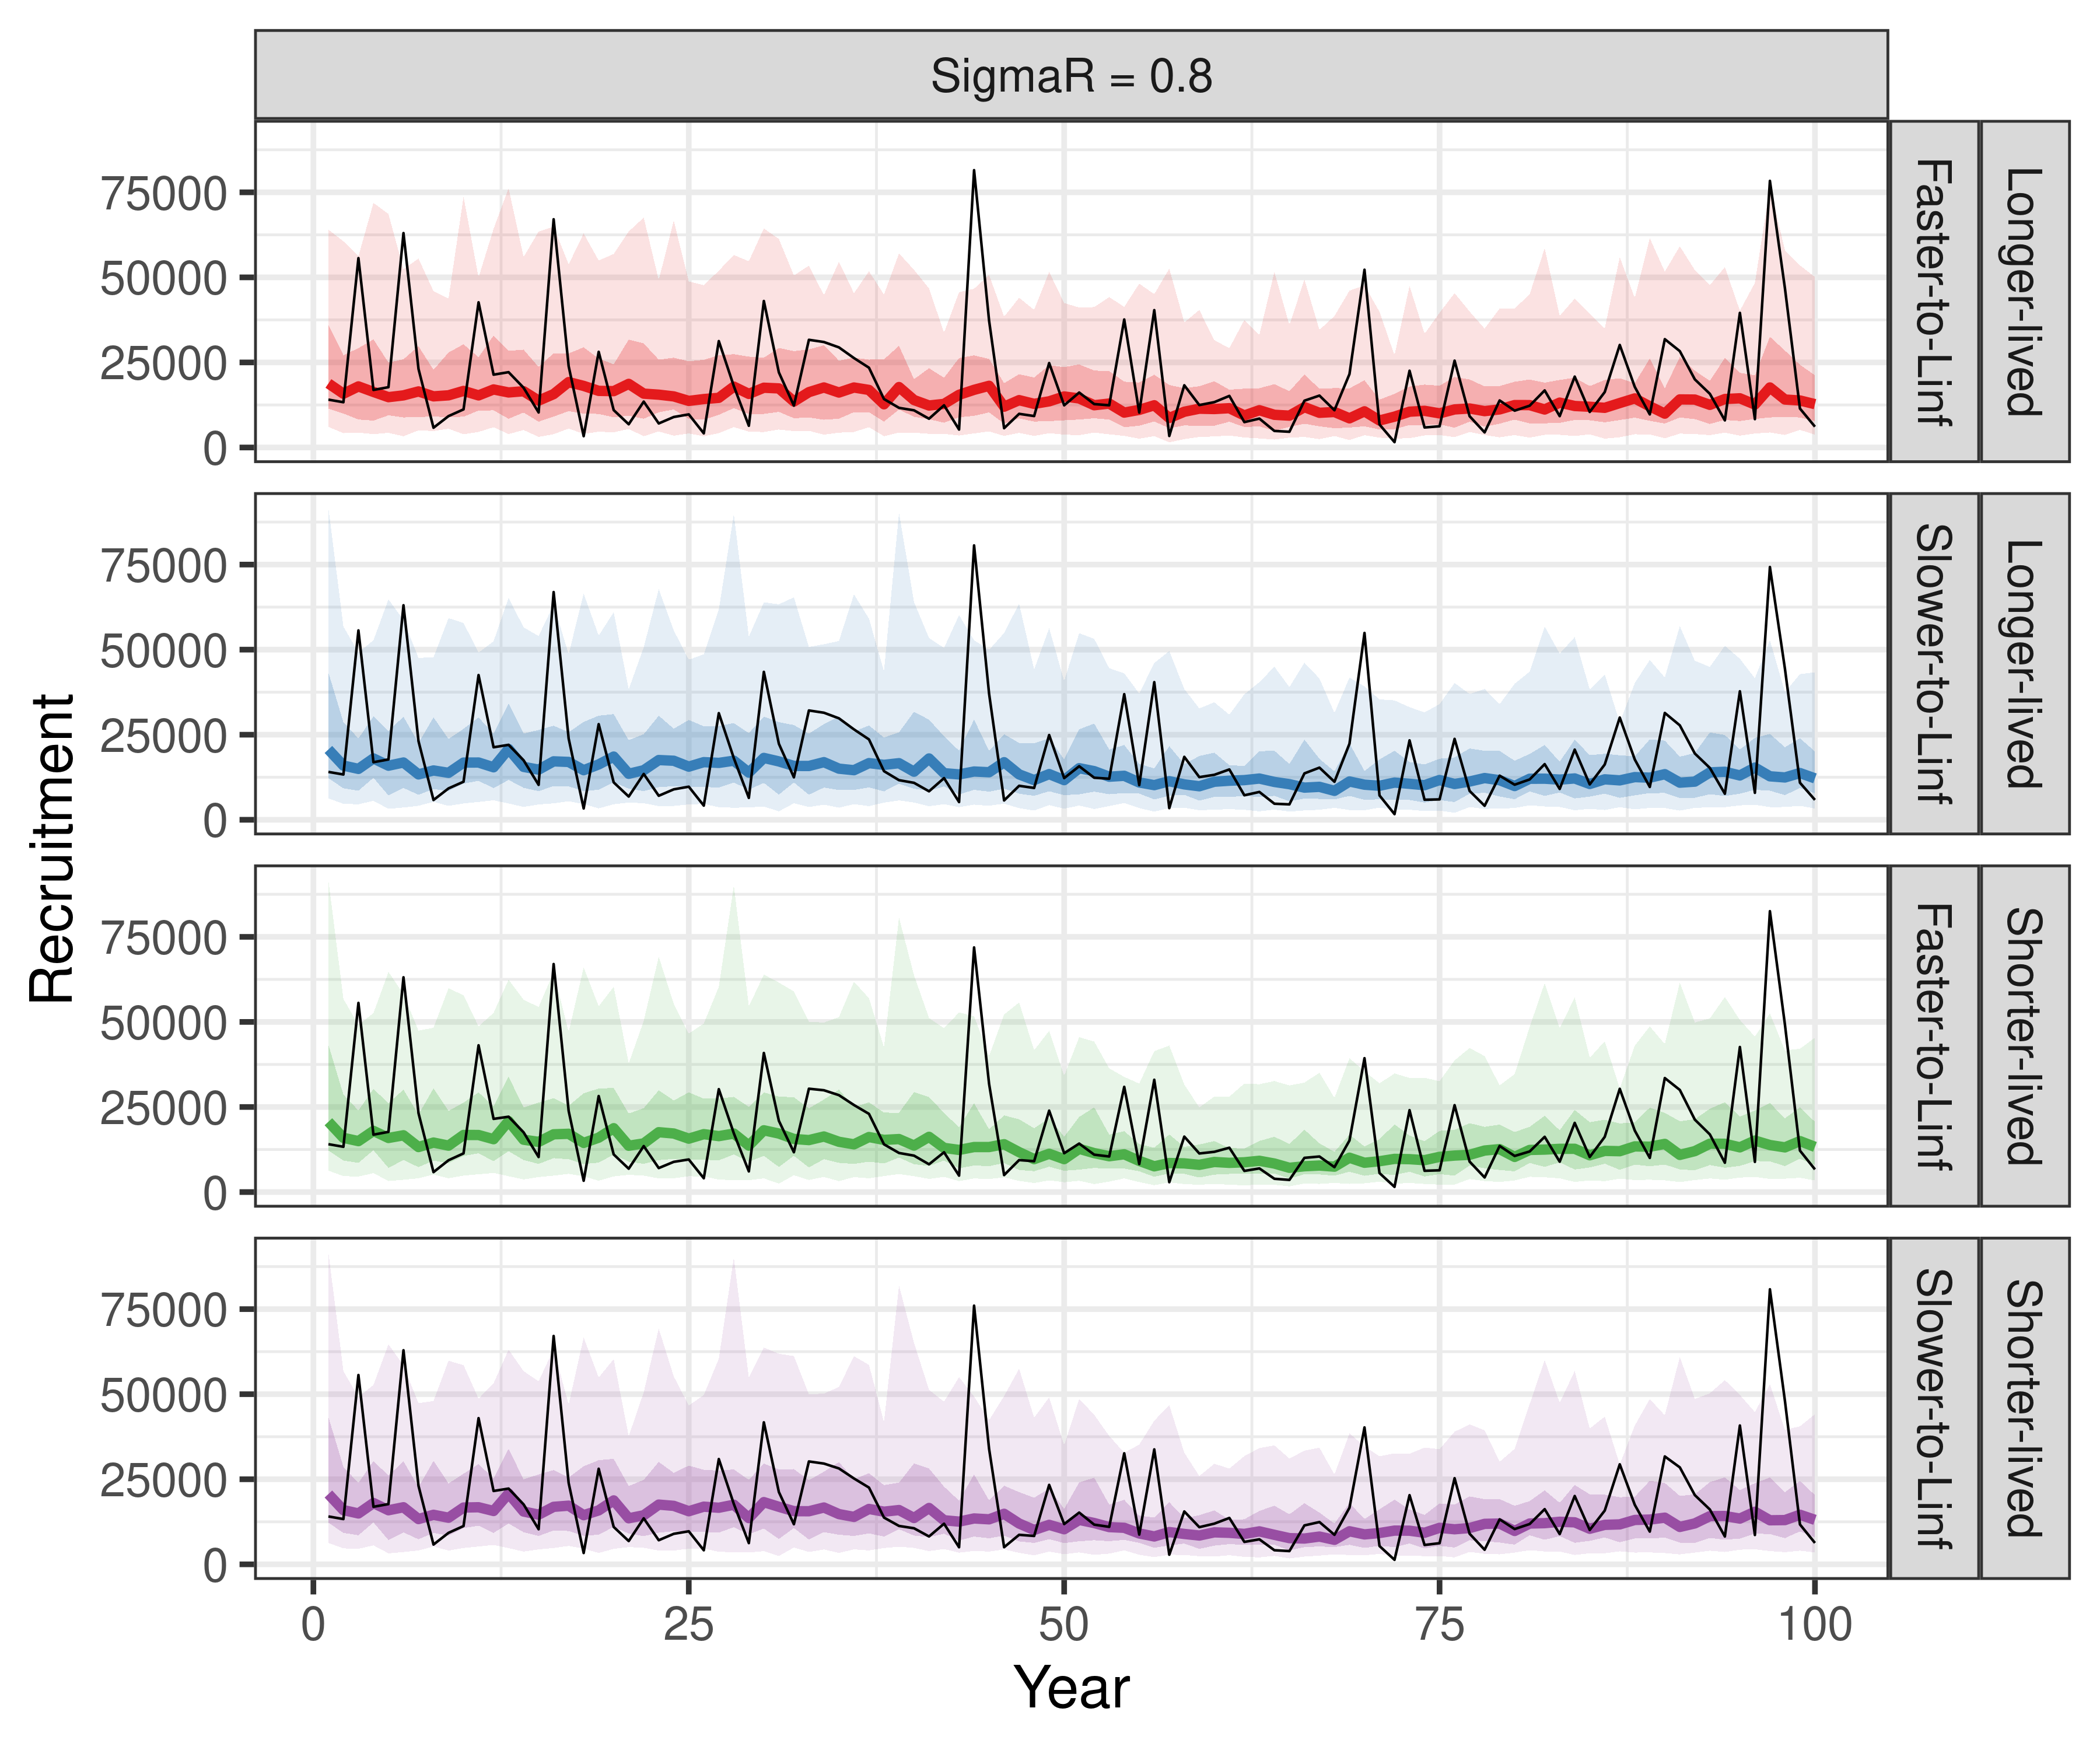 SigmaR = 0.8
Recruitment
75000
50000
25000
0
Faster-to-Linf
Longer-lived
75000
50000
25000
0
Slower-to-Linf
Longer-lived
75000
50000
25000
0
Faster-to-Linf
Shorter-lived
75000
50000
25000
0
Slower-to-Linf
Shorter-lived
0 25 50 75 100
Year